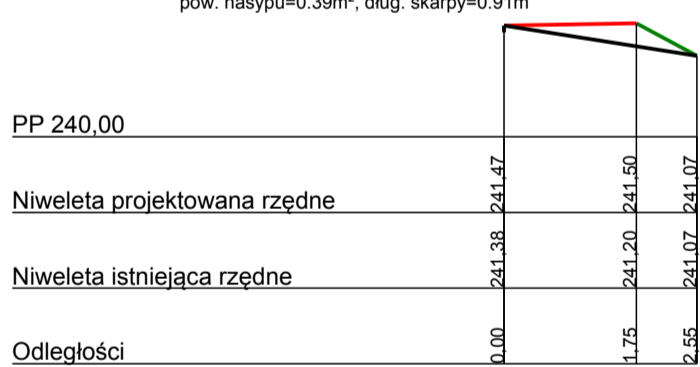 pow. nasypu=0.39m², dług. skarpy=0.91m
PP 240,00
Niweleta projektowana rzędne 241,47 241,50 241,07
Niweleta istniejąca rzędne 241,38 241,20 241,07
Odległości 0,00 1,75 2,55